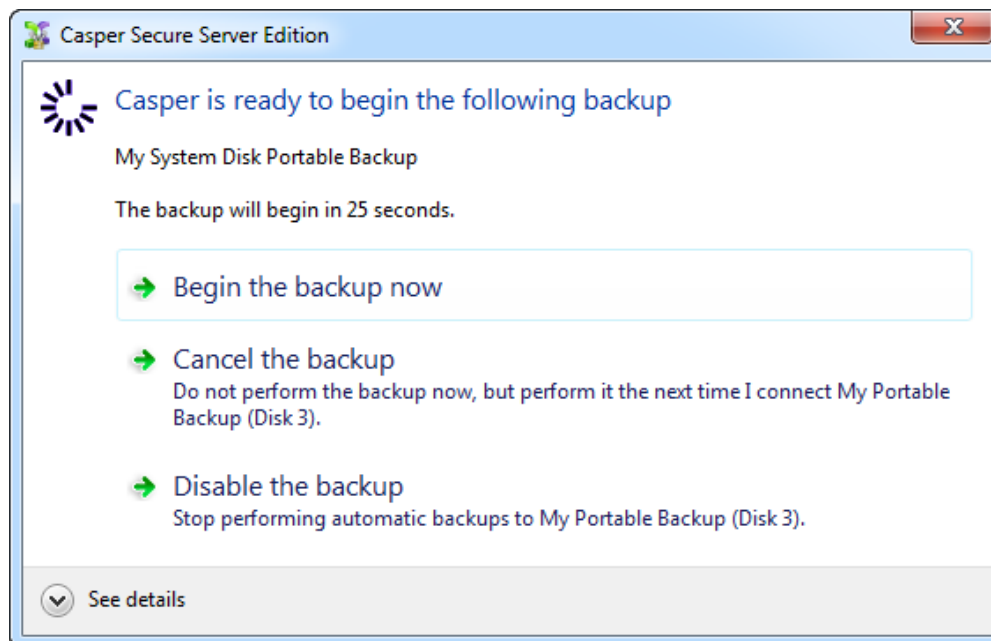 Casper Secure Server Edition
Casper is ready to begin the following backup
My System Disk Portable Backup
The backup will begin in 25 seconds.
Begin the backup now
Cancel the backup
Do not perform the backup now, but perform it the next time I connect My Portable
Backup (Disk 3).
Disable the backup
Stop performing automatic backups to My Portable Backup (Disk 3).
See details